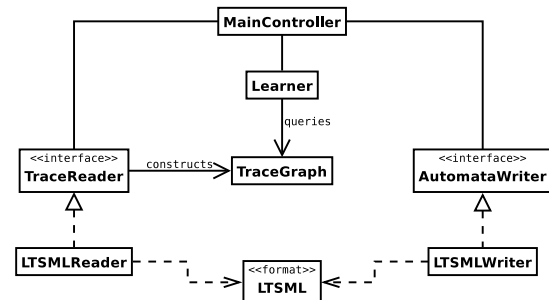 MainController
Learner
queries
<<interface>>
TraceReader
constructs
TraceGraph
<<interface>>
AutomataWriter
LTSMLReader
<<format>>
LTSML
LTSMLWriter